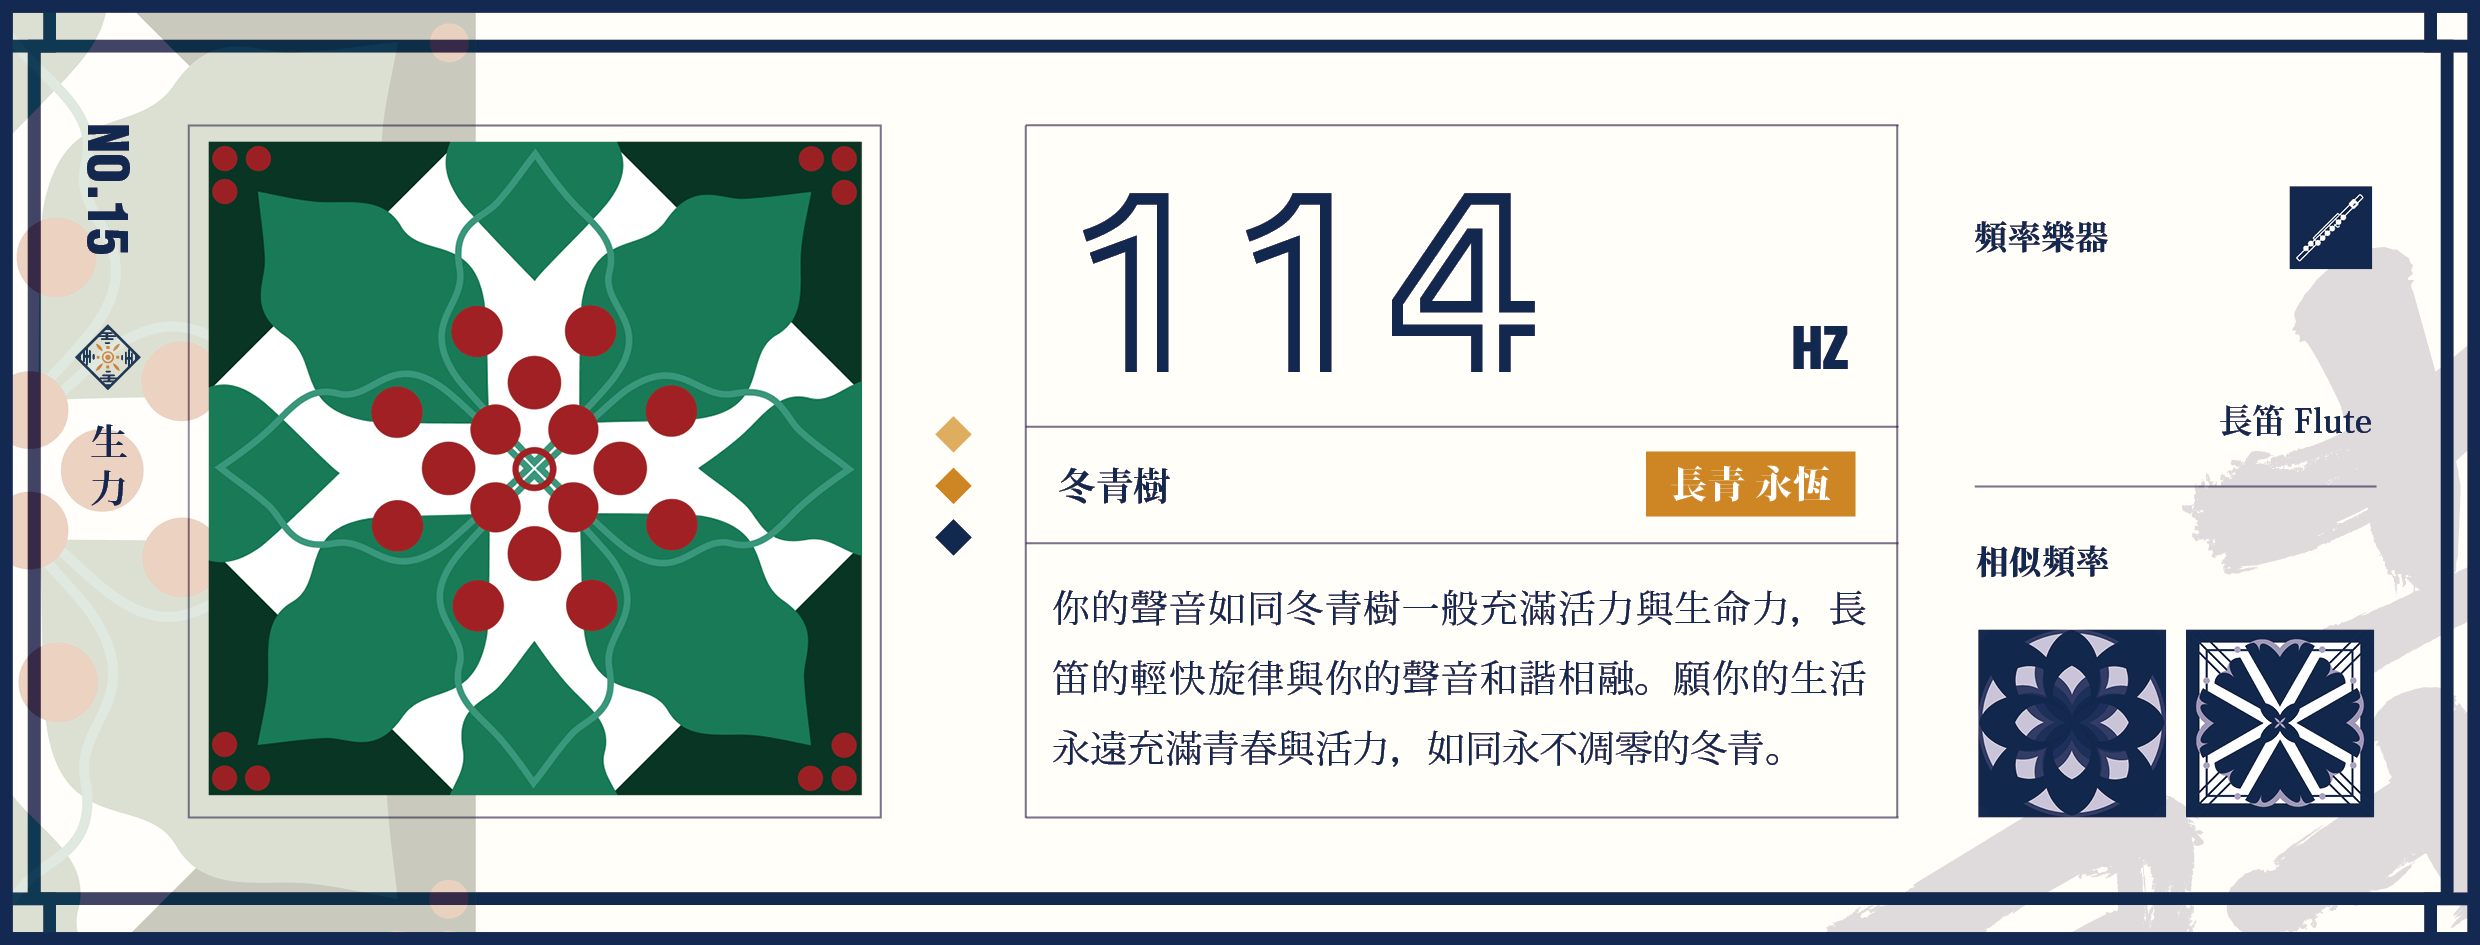 NO.15
生力
114
HZ
冬青樹
長青 永恆
你的聲音如同冬青樹一般充滿活力與生命力，長
笛的輕快旋律與你的聲音和諧相融。願你的生活
永遠充滿青春與活力，如同永不凋零的冬青。
頻率樂器
長笛 Flute
相似頻率